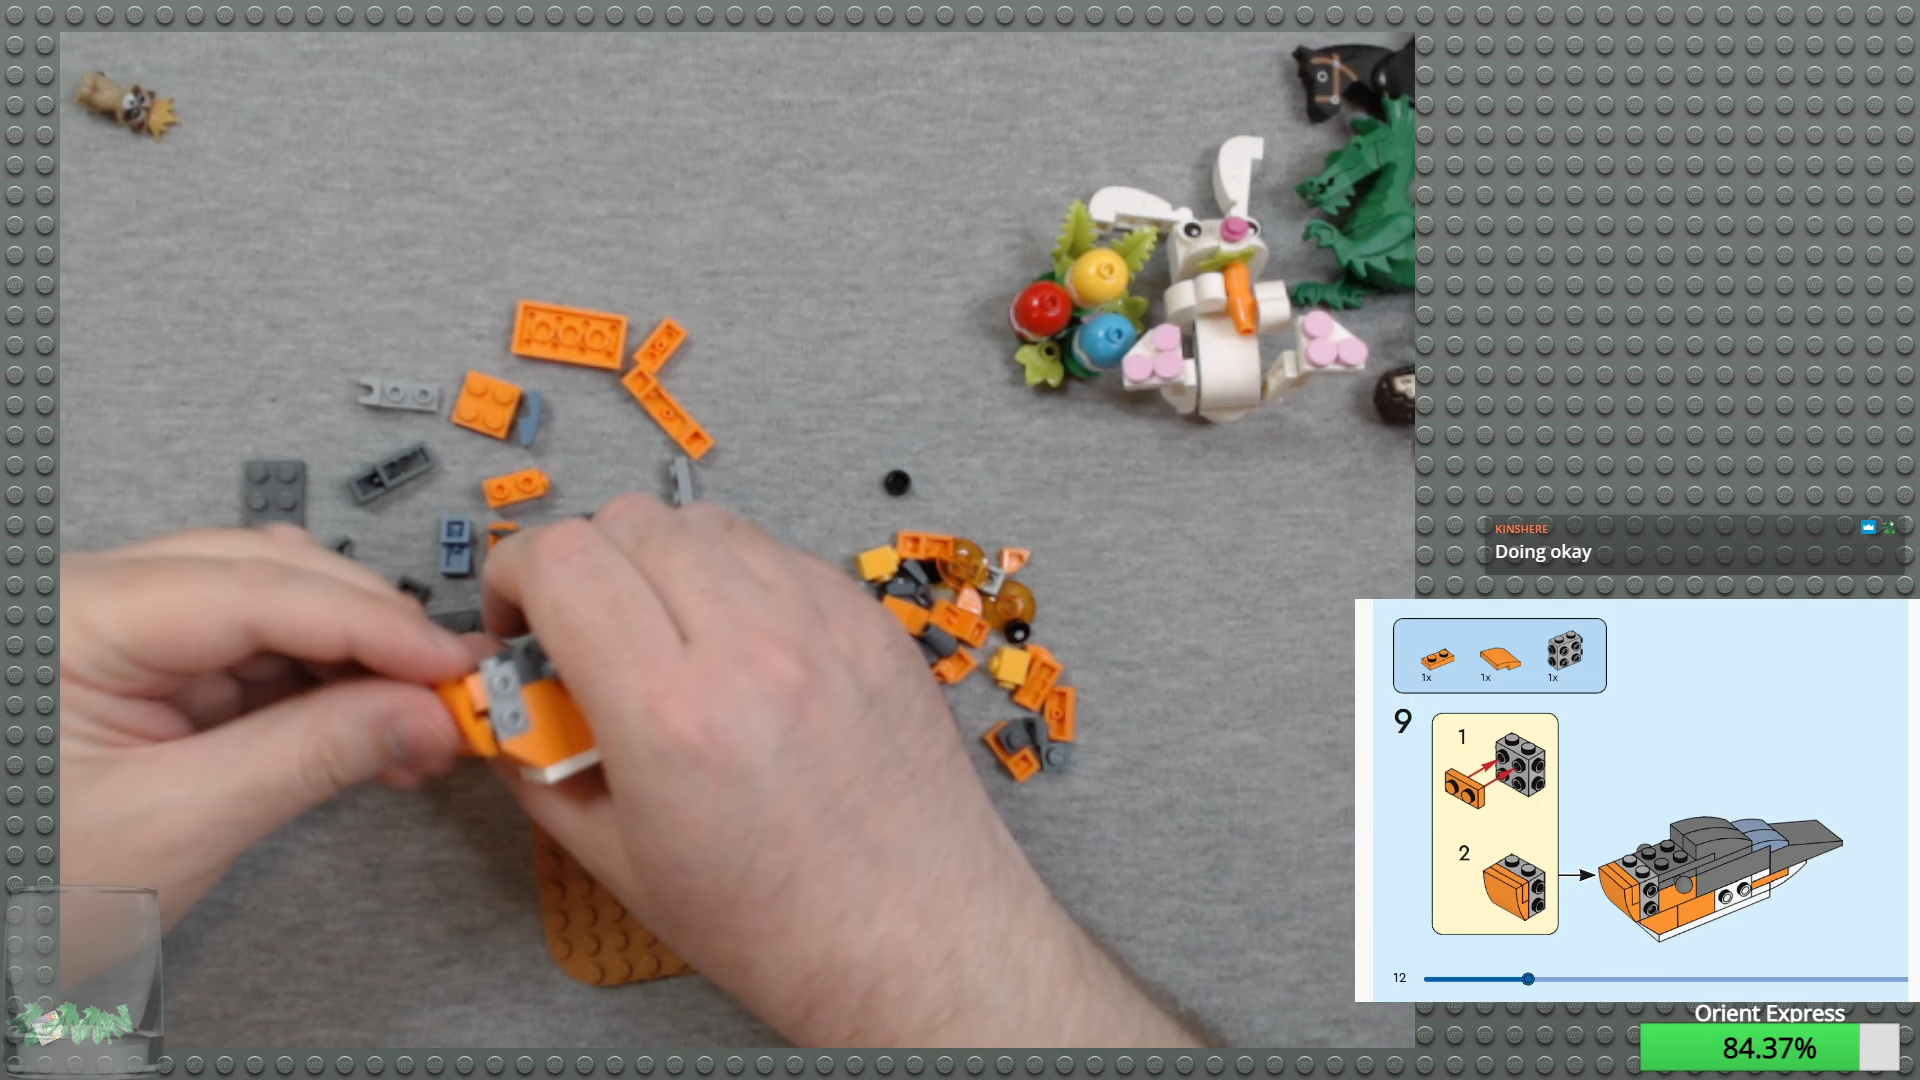 KINSHERE
Doing okay
1x 1x 1x
9
1
2
12
Orient Express
84.37%